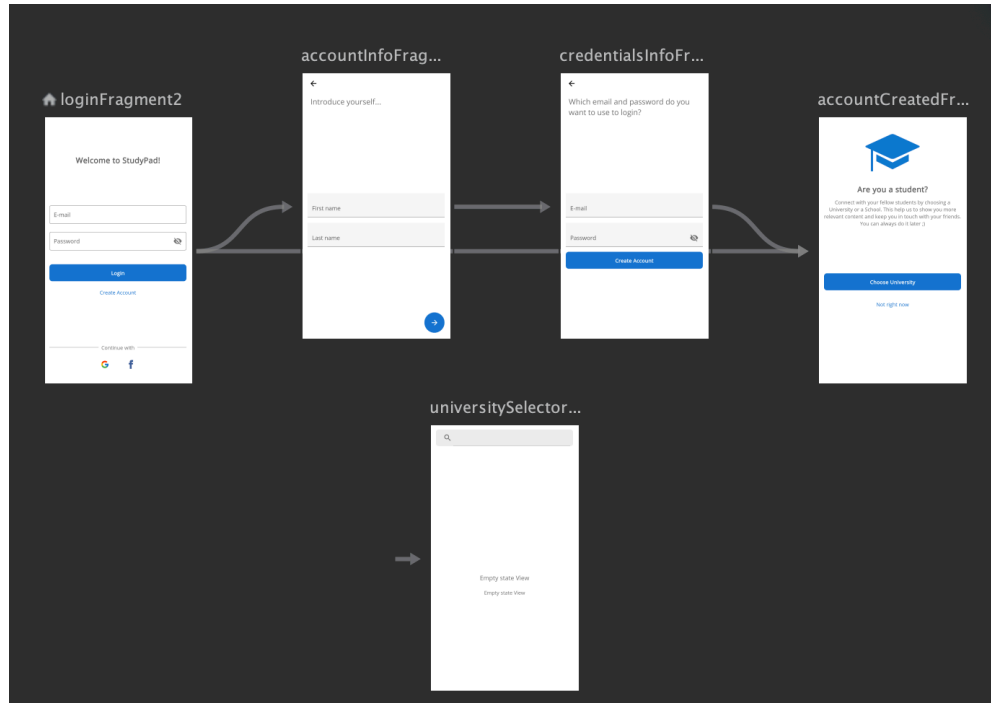 loginFragment2
Welcome to StudyPad!
E-mail
Password
Login
Create Account
Continue with
G f
accountInfoFrag...
Introduce yourself...
First name
Last name
credentialsInfoFr...
Which email and password do you
want to use to login?
E-mail
Password
Create Account
accountCreatedFr...
Are you a student?
Connect with your fellow students by choosing a
University or a School. This help us to show you more
relevant content and keep you in touch with your friends.
You can always do it later ;)
Choose University
Not right now
universitySelector...
Empty state View
Empty state View